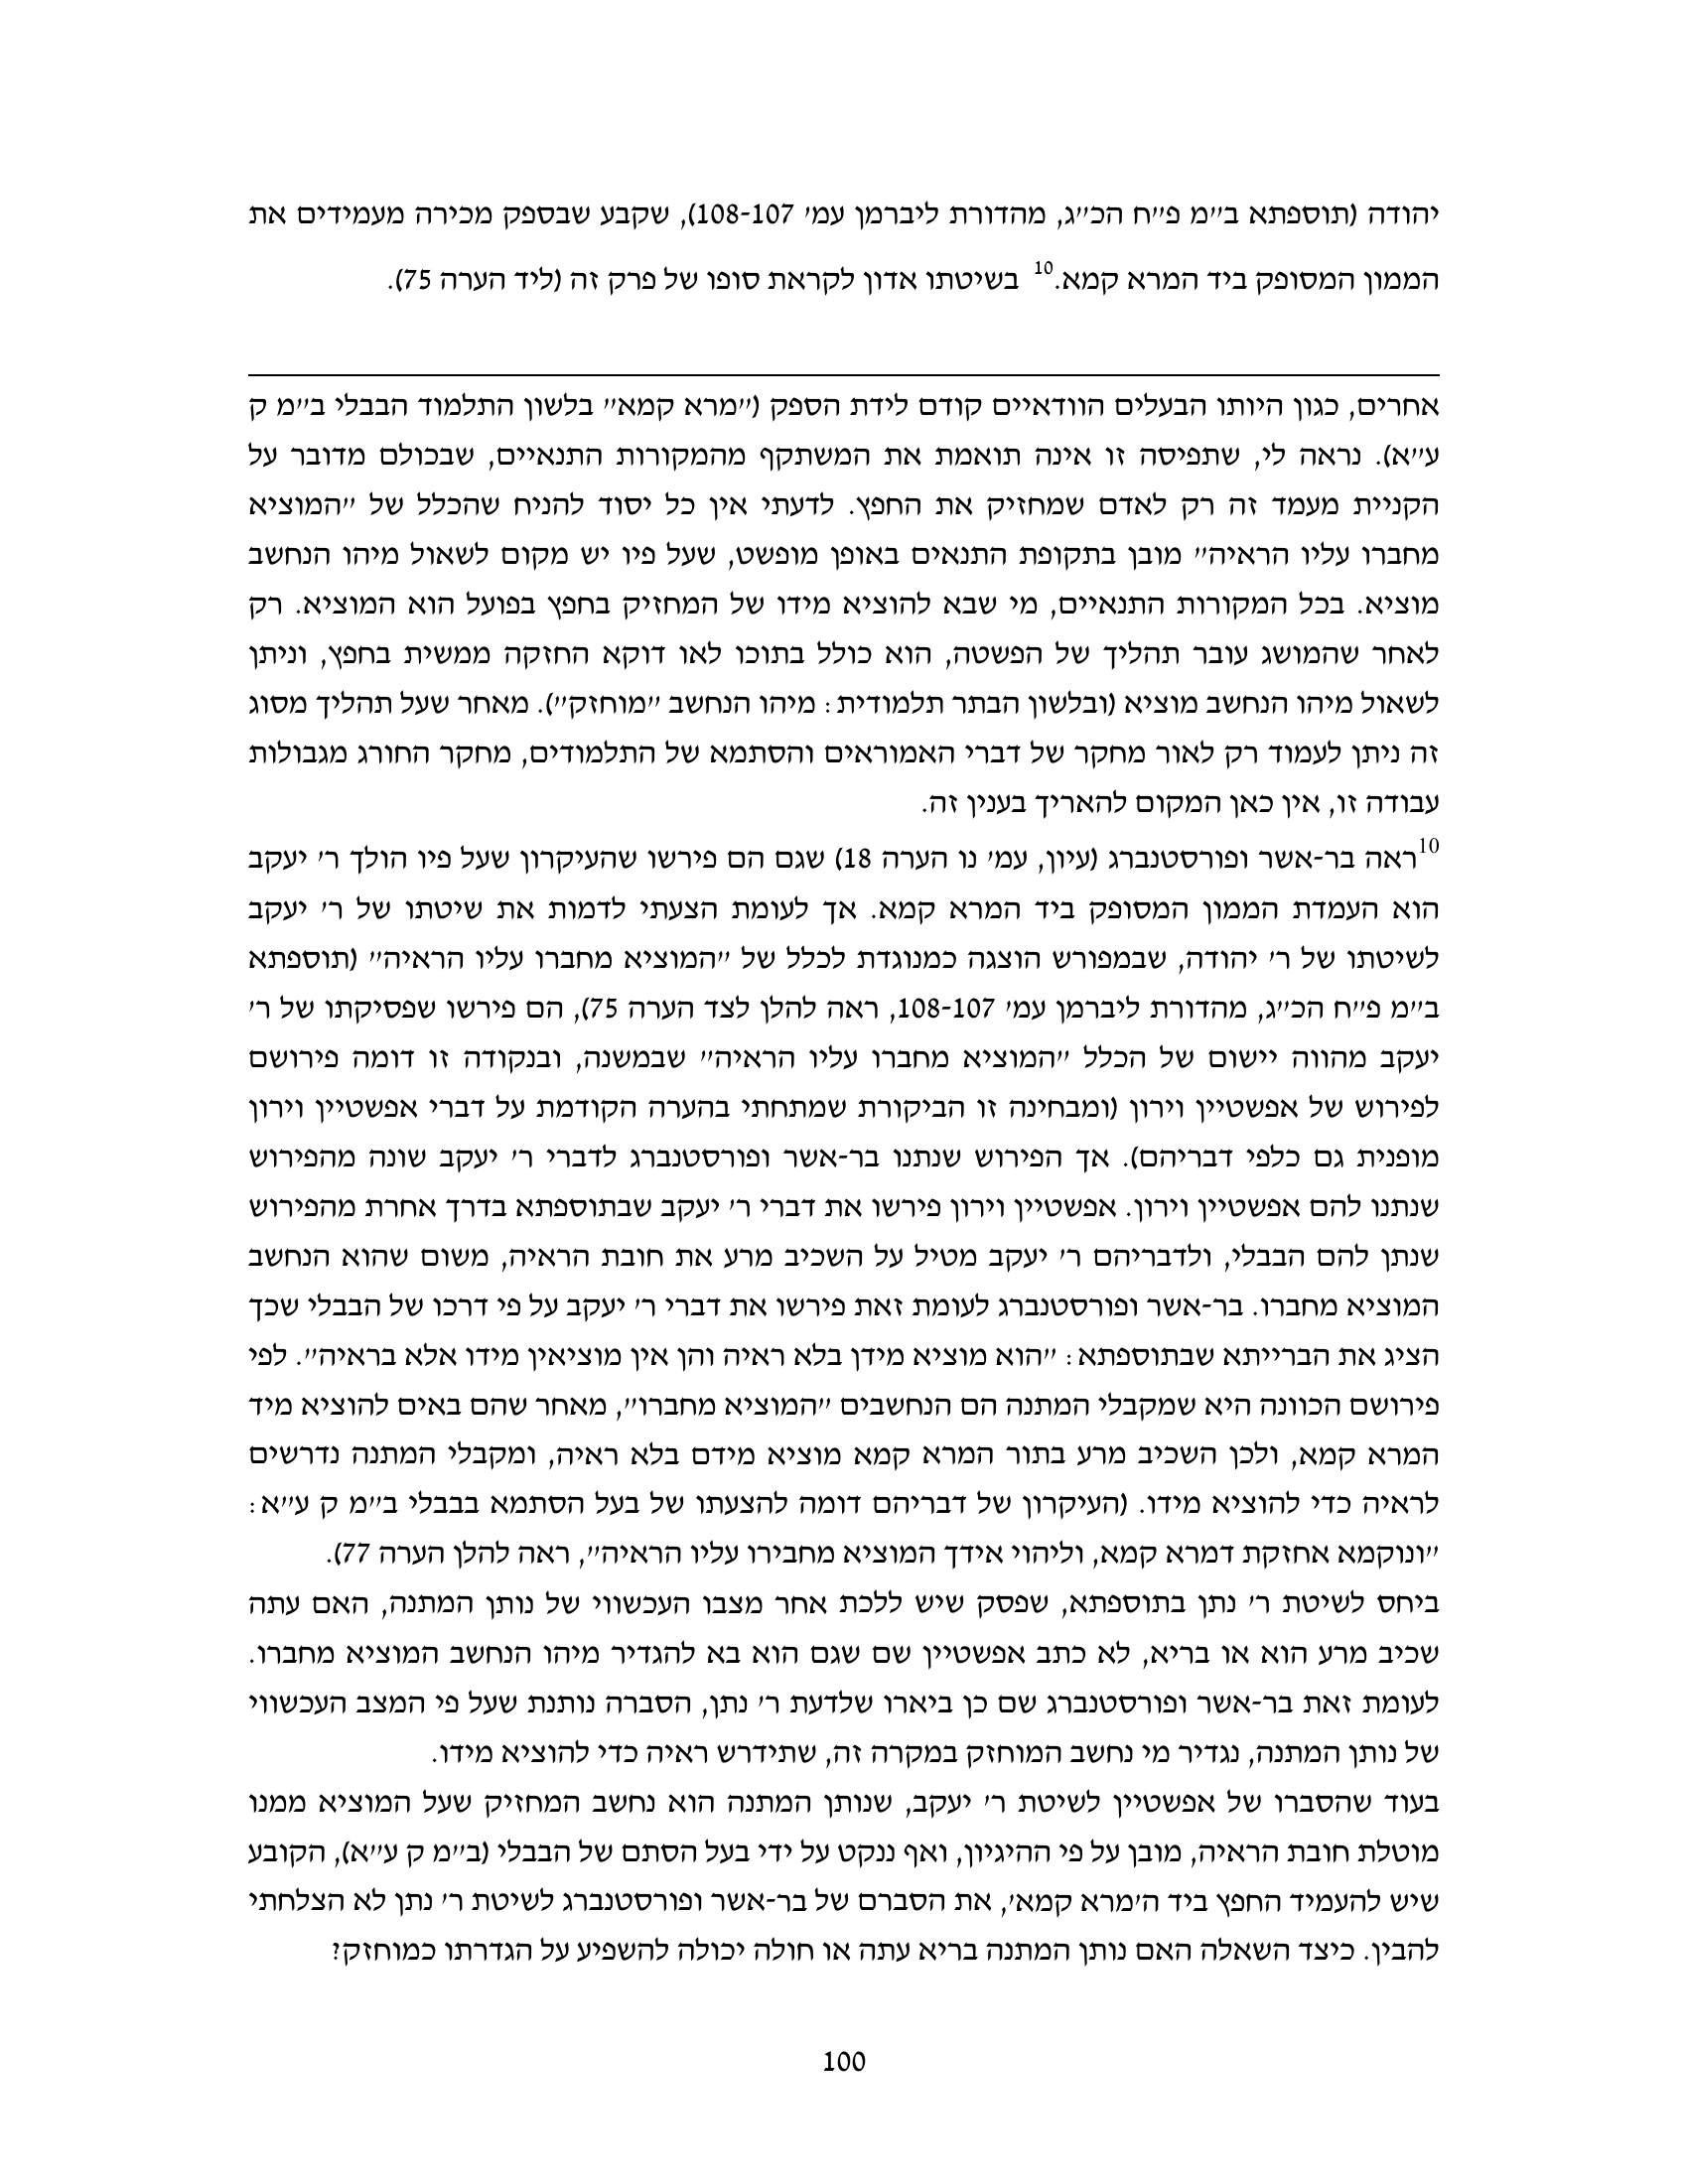 יהודה (תוספתא ב״מ פ״ח הכ״ג, מהדורת ליברמן עמ׳ 108-107), שקבע שבספק מכירה מעמידים את
הממון המסופק ביד המרא קמא.10 בשיטתו אדון לקראת סופו של פרק זה (ליד הערה 75).
אחרים, כגון היותו הבעלים הוודאיים קודם לידת הספק (״מרא קמא״ בלשון התלמוד הבבלי ב״מ ק
ע״א). נראה לי, שתפיסה זו אינה תואמת את המשתקף מהמקורות התנאיים, שבכולם מדובר על
הקניית מעמד זה רק לאדם שמחזיק את החפץ. לדעתי אין כל יסוד להניח שהכלל של ״המוציא
מחברו עליו הראיה״ מובן בתקופת התנאים באופן מופשט, שעל פיו יש מקום לשאול מיהו הנחשב
מוציא. בכל המקורות התנאיים, מי שבא להוציא מידו של המחזיק בחפץ בפועל הוא המוציא. רק
לאחר שהמושג עובר תהליך של הפשטה, הוא כולל בתוכו לאו דוקא החזקה ממשית בחפץ, וניתן
לשאול מיהו הנחשב מוציא (ובלשון הבתר תלמודית: מיהו הנחשב ״מוחזק״). מאחר שעל תהליך מסוג
זה ניתן לעמוד רק לאור מחקר של דברי האמוראים והסתמא של התלמודים, מחקר החורג מגבולות
עבודה זו, אין כאן המקום להאריך בענין זה.
10ראה בר-אשר ופורסטנברג (עיון, עמ׳ נו הערה 18) שגם הם פירשו שהעיקרון שעל פיו הולך ר׳ יעקב
הוא העמדת הממון המסופק ביד המרא קמא. אך לעומת הצעתי לדמות את שיטתו של ר׳ יעקב
לשיטתו של ר׳ יהודה, שבמפורש הוצגה כמנוגדת לכלל של ״המוציא מחברו עליו הראיה״ (תוספתא
ב״מ פ״ח הכ״ג, מהדורת ליברמן עמ׳ 108-107, ראה להלן לצד הערה 75), הם פירשו שפסיקתו של ר׳
יעקב מהווה יישום של הכלל ״המוציא מחברו עליו הראיה״ שבמשנה, ובנקודה זו דומה פירושם
לפירוש של אפשטיין וירון (ומבחינה זו הביקורת שמתחתי בהערה הקודמת על דברי אפשטיין וירון
מופנית גם כלפי דבריהם). אך הפירוש שנתנו בר-אשר ופורסטנברג לדברי ר׳ יעקב שונה מהפירוש
שנתנו להם אפשטיין וירון. אפשטיין וירון פירשו את דברי ר׳ יעקב שבתוספתא בדרך אחרת מהפירוש
שנתן להם הבבלי, ולדבריהם ר׳ יעקב מטיל על השכיב מרע את חובת הראיה, משום שהוא הנחשב
המוציא מחברו. בר-אשר ופורסטנברג לעומת זאת פירשו את דברי ר׳ יעקב על פי דרכו של הבבלי שכך
הציג את הברייתא שבתוספתא: ״הוא מוציא מידן בלא ראיה והן אין מוציאין מידו אלא בראיה״. לפי
פירושם הכוונה היא שמקבלי המתנה הם הנחשבים ״המוציא מחברו״, מאחר שהם באים להוציא מיד
המרא קמא, ולכן השכיב מרע בתור המרא קמא מוציא מידם בלא ראיה, ומקבלי המתנה נדרשים
לראיה כדי להוציא מידו. (העיקרון של דבריהם דומה להצעתו של בעל הסתמא בבבלי ב״מ ק ע״א:
״ונוקמא אחזקת דמרא קמא, וליהוי אידך המוציא מחבירו עליו הראיה״, ראה להלן הערה 77).
ביחס לשיטת ר׳ נתן בתוספתא, שפסק שיש ללכת אחר מצבו העכשווי של נותן המתנה, האם עתה
שכיב מרע הוא או בריא, לא כתב אפשטיין שם שגם הוא בא להגדיר מיהו הנחשב המוציא מחברו.
לעומת זאת בר-אשר ופורסטנברג שם כן ביארו שלדעת ר׳ נתן, הסברה נותנת שעל פי המצב העכשווי
של נותן המתנה, נגדיר מי נחשב המוחזק במקרה זה, שתידרש ראיה כדי להוציא מידו.
בעוד שהסברו של אפשטיין לשיטת ר׳ יעקב, שנותן המתנה הוא נחשב המחזיק שעל המוציא ממנו
מוטלת חובת הראיה, מובן על פי ההיגיון, ואף ננקט על ידי בעל הסתם של הבבלי (ב״מ ק ע״א), הקובע
שיש להעמיד החפץ ביד ה׳מרא קמא׳, את הסברם של בר-אשר ופורסטנברג לשיטת ר׳ נתן לא הצלחתי
להבין. כיצד השאלה האם נותן המתנה בריא עתה או חולה יכולה להשפיע על הגדרתו כמוחזק?
100